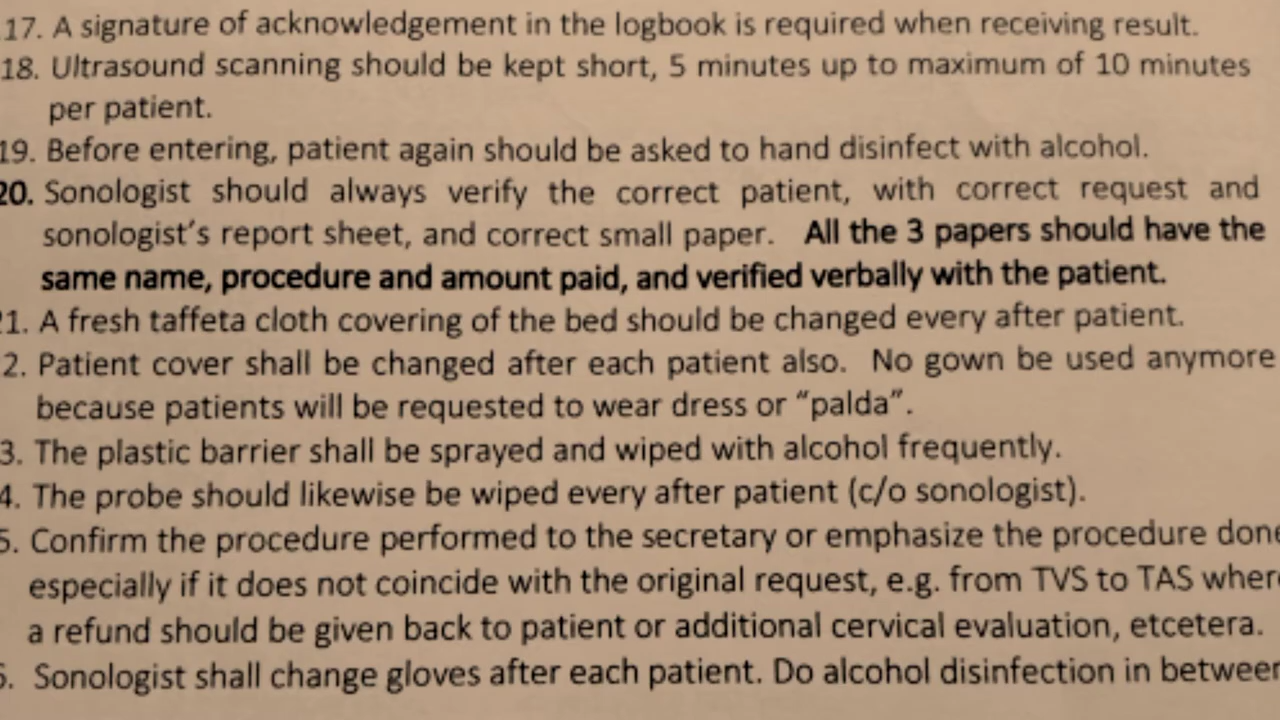 17. A signature of acknowledgement in the logbook is required when receiving result.
18. Ultrasound scanning should be kept short, 5 minutes up to maximum of 10 minutes
per patient.
19. Before entering, patient again should be asked to hand disinfect with alcohol.
20. Sonologist should always verify the correct patient, with correct request and
sonologist's report sheet, and correct small paper. All the 3 papers should have the
same name, procedure and amount paid, and verified verbally with the patient.
21. A fresh taffeta cloth covering of the bed should be changed every after patient.
2. Patient cover shall be changed after each patient also. No gown be used anymore
because patients will be requested to wear dress or "palda".
3. The plastic barrier shall be sprayed and wiped with alcohol frequently.
4. The probe should likewise be wiped every after patient (c/o sonologist).
5. Confirm the procedure performed to the secretary or emphasize the procedure done
especially if it does not coincide with the original request, e.g. from TVS to TAS where
a refund should be given back to patient or additional cervical evaluation, etcetera.
6. Sonologist shall change gloves after each patient. Do alcohol disinfection in between